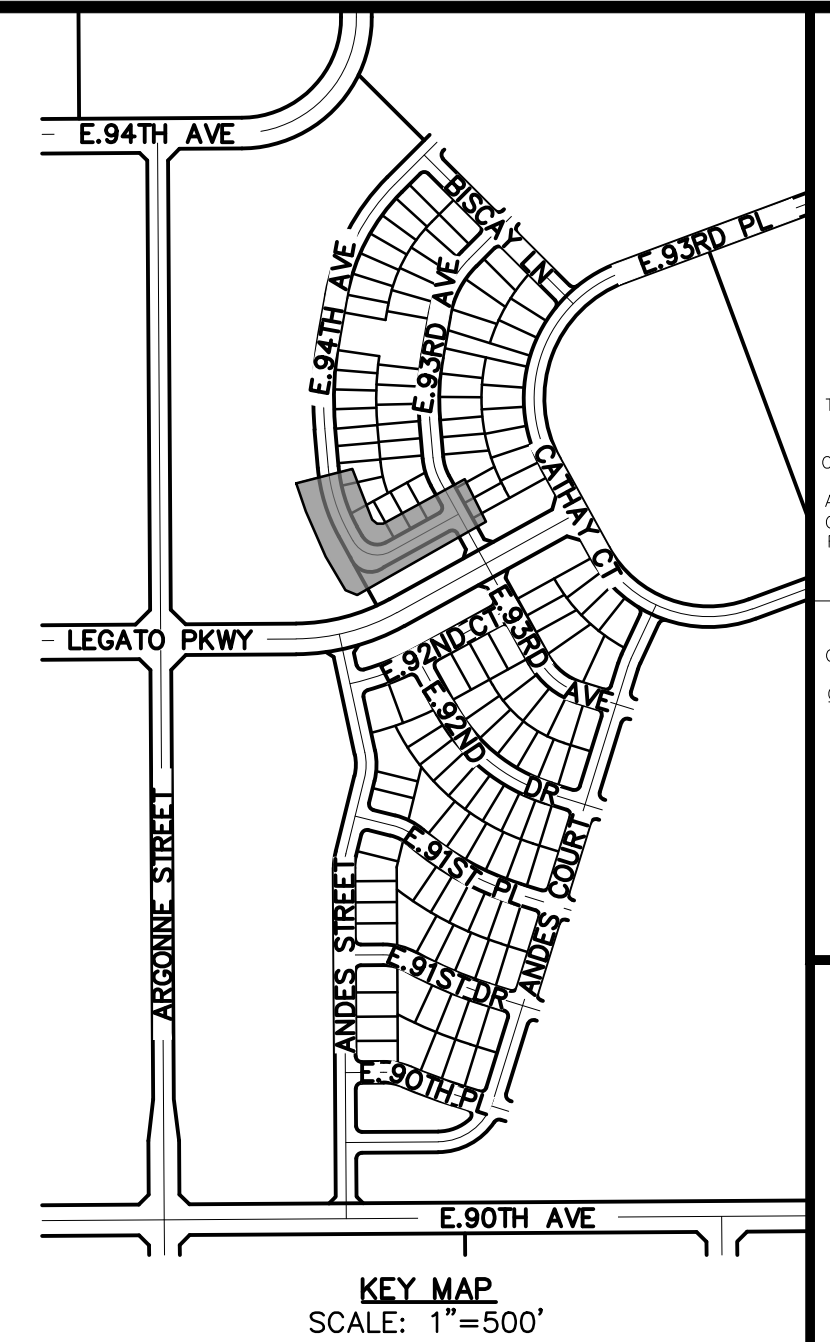 E.94TH AVE
BISCAY LN
E.93RD PL
E.94TH AVE
E.93RD AVE
CATHAY CT
LEGATO PKWY
E.92ND CT
E.93RD AVE
E.92ND DR
ARGONNE STREET
ANDES STREET
E.91ST PL
ANDES COURT
E.91ST DR
E. 90TH PL
E.90TH AVE
KEY MAP
SCALE: 1"=500'